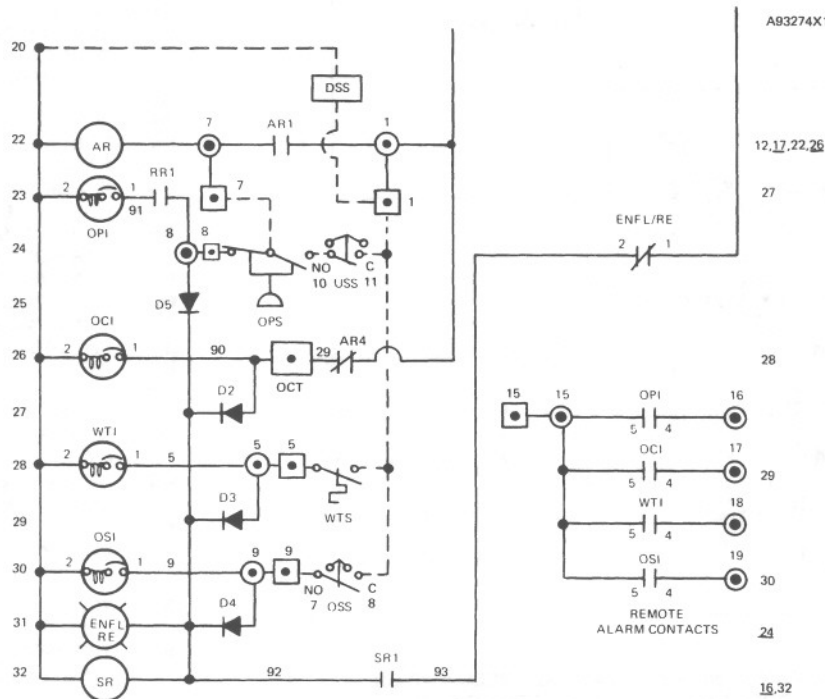 A93274X1
20
DSS
22
AR
7
AR1
1
12,17,22,26
23
2
1
RR1
91
7
1
27
OPI
ENFL/RE
2
1
24
8
8
NO
C
10
USS
11
OPS
25
D5
OCI
26
2
1
90
OCT
29
AR4
28
D2
27
15
15
OPI
16
5
4
WTI
28
2
1
5
5
5
WTS
OCI
17
5
4
29
D3
WTI
18
5
4
29
OSI
30
2
1
9
9
9
NO
C
7
OSS
8
OSI
19
5
4
30
REMOTE
ALARM CONTACTS
31
ENFL
RE
D4
24
32
SR
92
SR1
93
16,32